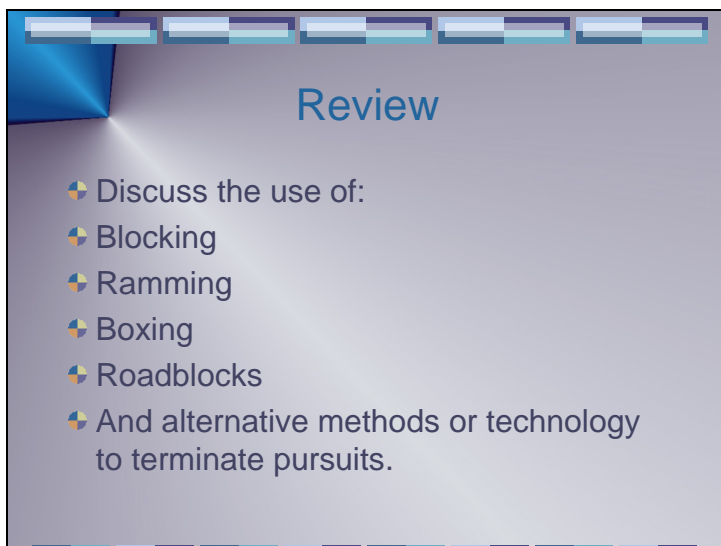 Review
Discuss the use of:
Blocking
Ramming
Boxing
Roadblocks
And alternative methods or technology
to terminate pursuits.